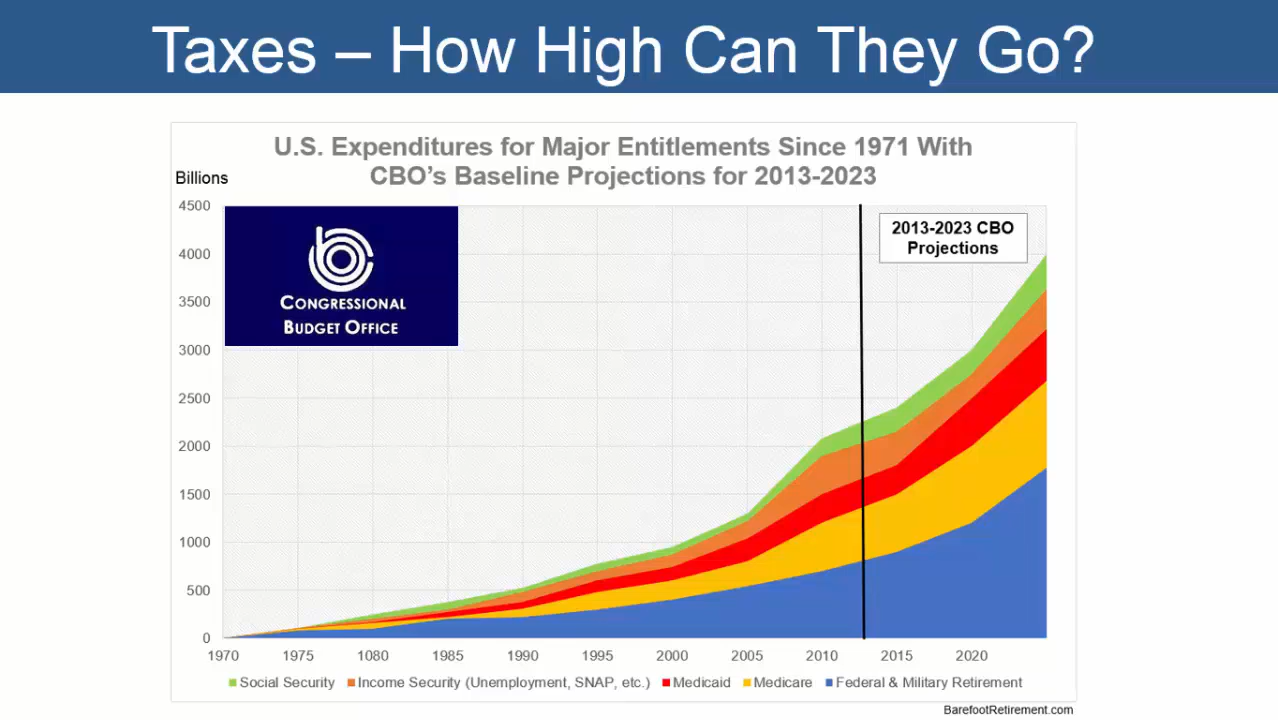 Taxes – How High Can They Go?
U.S. Expenditures for Major Entitlements Since 1971 With
CBO's Baseline Projections for 2013-2023
Billions
4500
4000
3500
3000
2500
2000
1500
1000
500
0
CONGRESSIONAL
BUDGET OFFICE
2013-2023 CBO
Projections
1970 1975 1080 1985 1990 1995 2000 2005 2010 2015 2020
Social Security Income Security (Unemployment, SNAP, etc.) Medicaid Medicare Federal & Military Retirement
BarefootRetirement.com